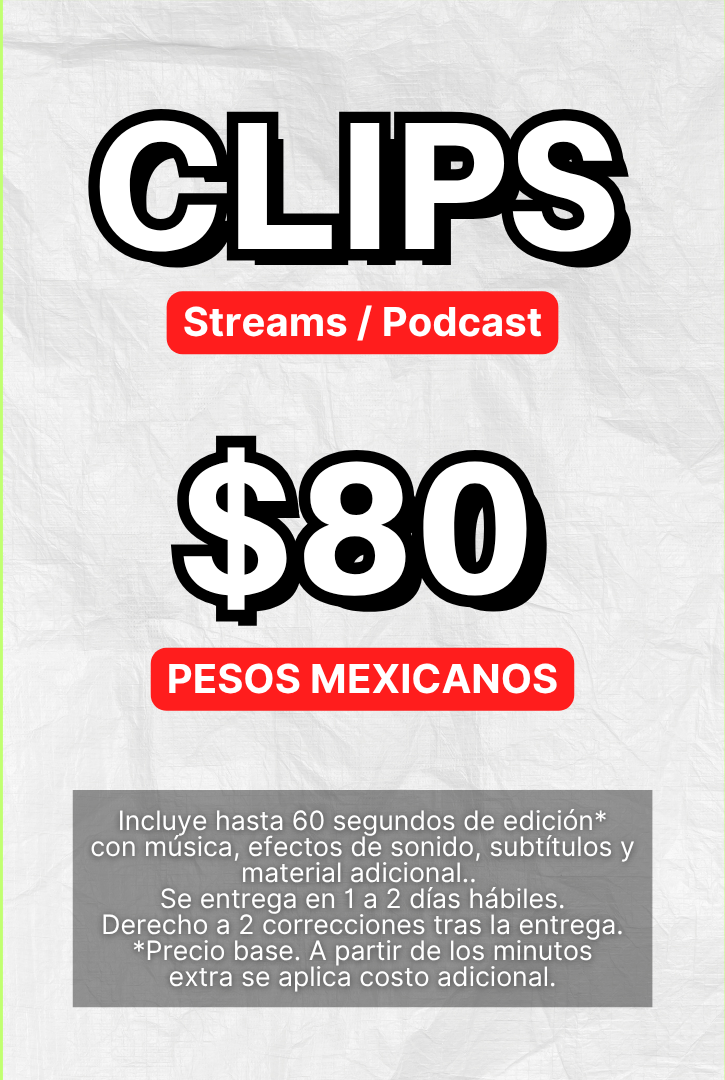 CLIPS
Streams / Podcast
$80
PESOS MEXICANOS
Incluye hasta 60 segundos de edición*
con música, efectos de sonido, subtítulos y
material adicional..
Se entrega en 1 a 2 días hábiles.
Derecho a 2 correcciones tras la entrega.
*Precio base. A partir de los minutos
extra se aplica costo adicional.